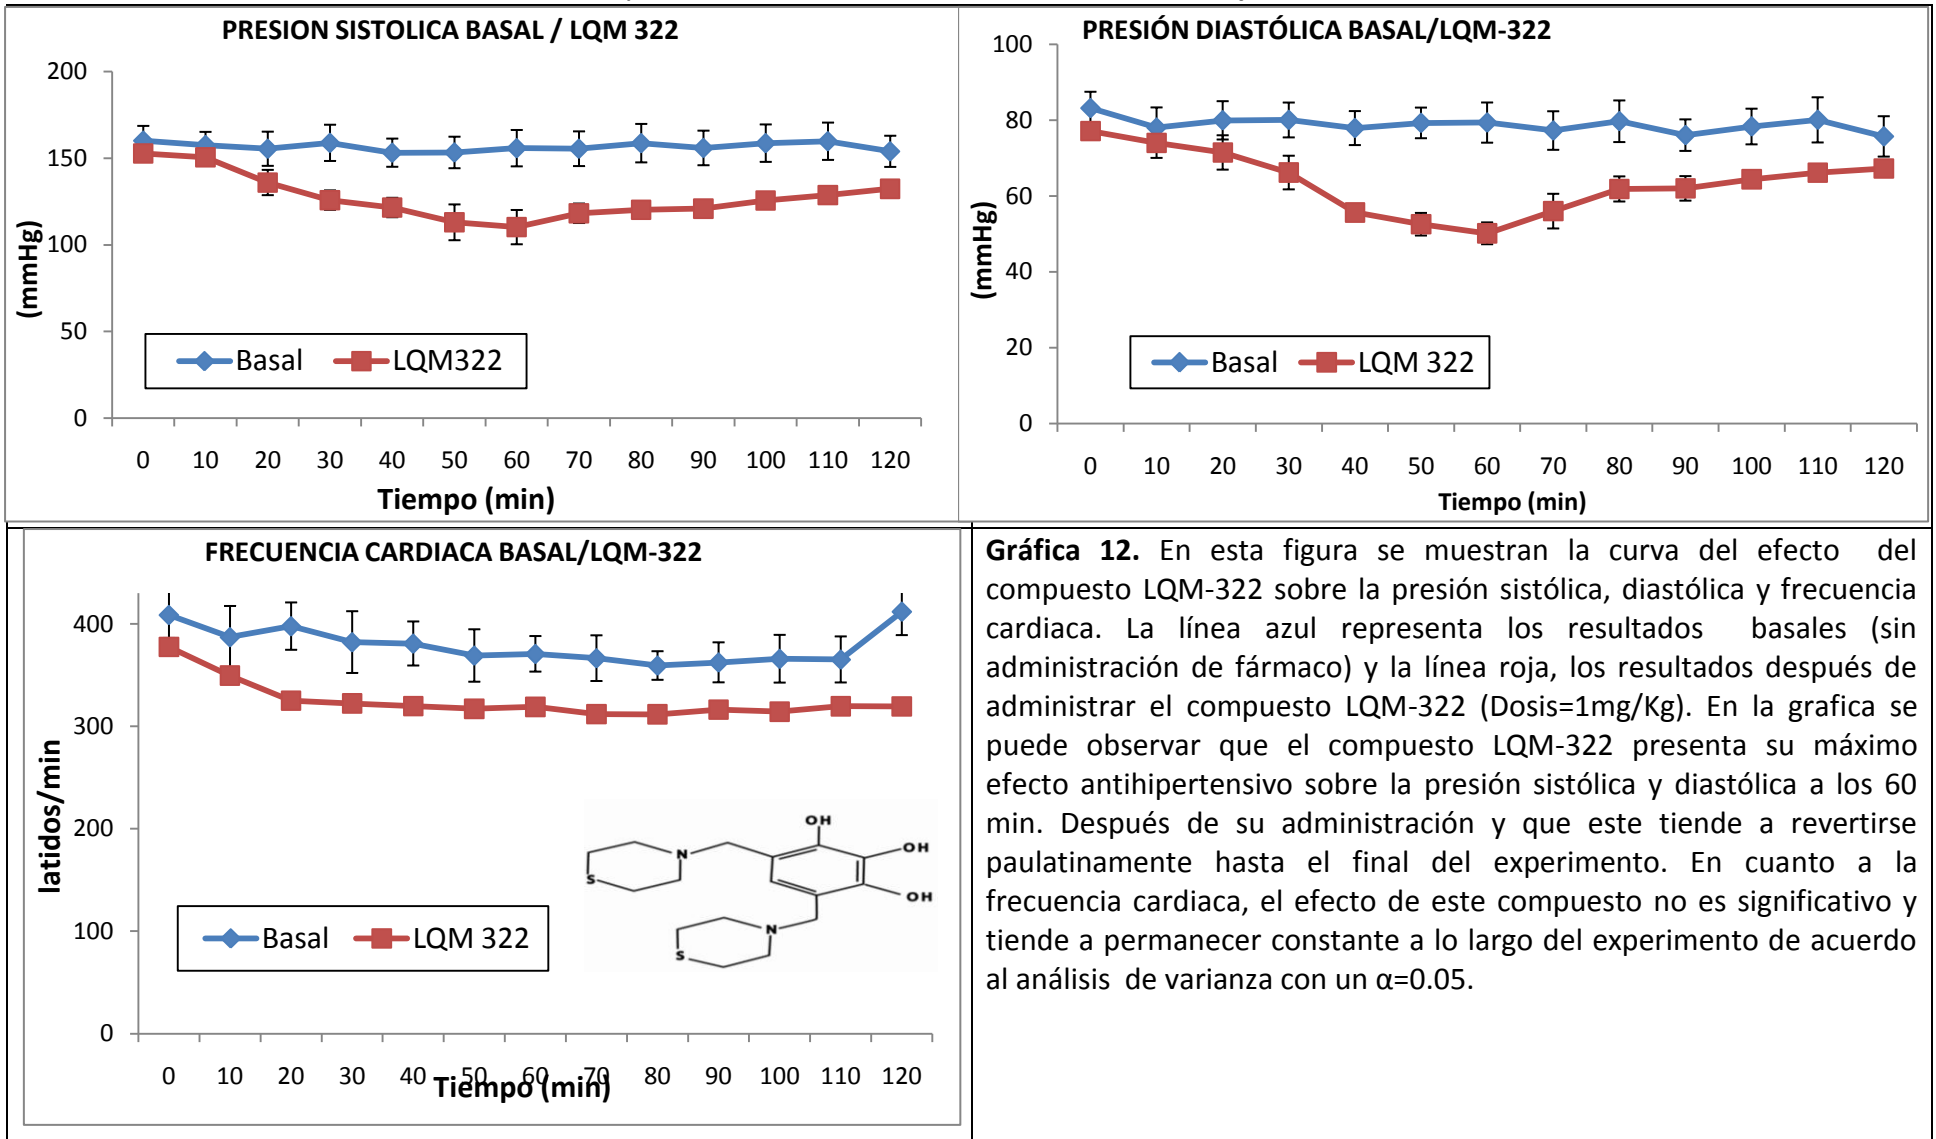 PRESION SISTOLICA BASAL / LQM 322
200
150
100
50
0
(mmHg)
Basal
LQM322
0 10 20 30 40 50 60 70 80 90 100 110 120
Tiempo (min)
PRESIÓN DIASTÓLICA BASAL/LQM-322
100
80
60
40
20
0
(mmHg)
Basal
LQM 322
0 10 20 30 40 50 60 70 80 90 100 110 120
Tiempo (min)
FRECUENCIA CARDIACA BASAL/LQM-322
400
300
200
100
0
latidos/min
OH
OH
OH
N
S
N
S
Basal
LQM 322
0 10 20 30 40 50 60 70 80 90 100 110 120
Tiempo (min)
Gráfica 12. En esta figura se muestran la curva del efecto del
compuesto LQM-322 sobre la presión sistólica, diastólica y frecuencia
cardiaca. La línea azul representa los resultados basales (sin
administración de fármaco) y la línea roja, los resultados después de
administrar el compuesto LQM-322 (Dosis=1mg/Kg). En la grafica se
puede observar que el compuesto LQM-322 presenta su máximo
efecto antihipertensivo sobre la presión sistólica y diastólica a los 60
min. Después de su administración y que este tiende a revertirse
paulatinamente hasta el final del experimento. En cuanto a la
frecuencia cardiaca, el efecto de este compuesto no es significativo y
tiende a permanecer constante a lo largo del experimento de acuerdo
al análisis de varianza con un α=0.05.